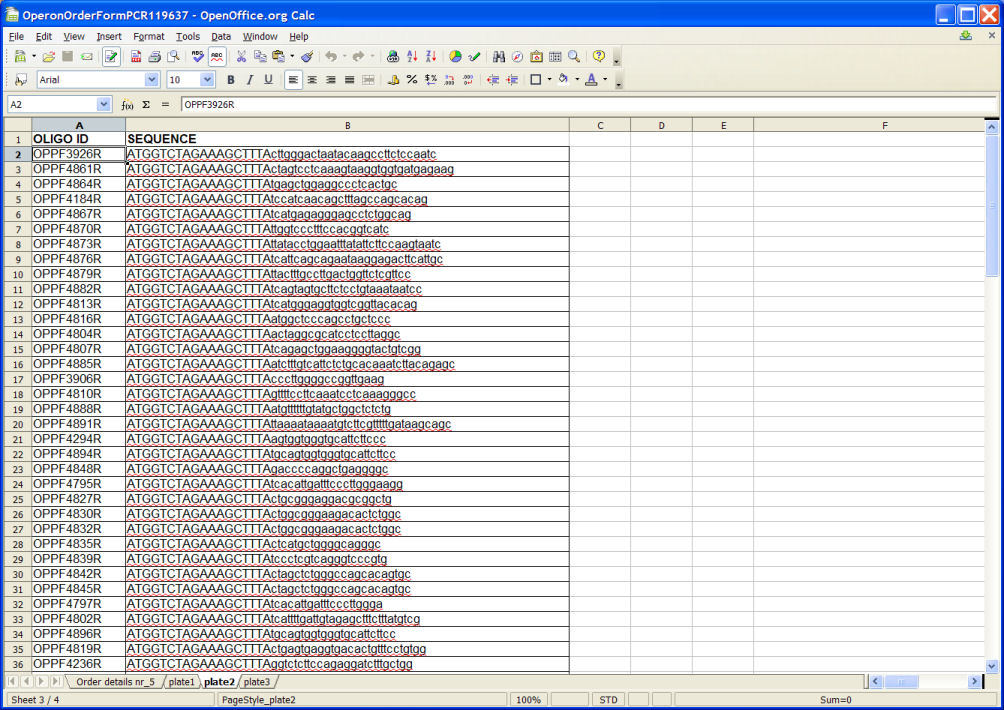 OperonOrderFormPCR119637 - OpenOffice.org Calc
File Edit View Insert Format Tools Data Window Help
Arial 10
A2 f(x) Σ = OPPF3926R
A B C D E F
1 OLIGO ID SEQUENCE
2 OPPF3926R ATGGTCTAGAAAGCTTTActtgggactaatacaagccttctccaatc
3 OPPF4861R ATGGTCTAGAAAGCTTTActagtcctcaaagtaaggtggtgatgagaag
4 OPPF4864R ATGGTCTAGAAAGCTTTAtgagctggaggccctcactgc
5 OPPF4184R ATGGTCTAGAAAGCTTTAtccatcaacagctttagccagcacag
6 OPPF4867R ATGGTCTAGAAAGCTTTAtcatgagagggagcctctggcag
7 OPPF4870R ATGGTCTAGAAAGCTTTAttggtccctttccacggtcatc
8 OPPF4873R ATGGTCTAGAAAGCTTTAttatacctggaatttatattcttccaagtaatc
9 OPPF4876R ATGGTCTAGAAAGCTTTAtcattcagcagaataaggagacttcattgc
10 OPPF4879R ATGGTCTAGAAAGCTTTAttactttgccttgactggttctcgttcc
11 OPPF4882R ATGGTCTAGAAAGCTTTAtcagtagtgcttctcctgtaaataatcc
12 OPPF4813R ATGGTCTAGAAAGCTTTAtcatgggaggtggtcggttacacag
13 OPPF4816R ATGGTCTAGAAAGCTTTAatggctcccagcctgctccc
14 OPPF4804R ATGGTCTAGAAAGCTTTAactaggcgcatcctccttaggc
15 OPPF4807R ATGGTCTAGAAAGCTTTAtcagagctggaaggggtactgtcgg
16 OPPF4885R ATGGTCTAGAAAGCTTTAatctttgtcattctctgcacaaatcttacagagc
17 OPPF3906R ATGGTCTAGAAAGCTTTAcccttggggccggttgaag
18 OPPF4810R ATGGTCTAGAAAGCTTTAgttttccttcaaatcctcaaagggcc
19 OPPF4888R ATGGTCTAGAAAGCTTTAatgttttttgtatgctggctctctg
20 OPPF4891R ATGGTCTAGAAAGCTTTAttaaaataaaatgtcttcgtttttgataagcagc
21 OPPF4294R ATGGTCTAGAAAGCTTTAagtggtgggtgcattcttccc
22 OPPF4894R ATGGTCTAGAAAGCTTTAtgcagtggtgggtgcattcttcc
23 OPPF4848R ATGGTCTAGAAAGCTTTAgaccccaggctgaggggc
24 OPPF4795R ATGGTCTAGAAAGCTTTAtcacattgatttcccttgggaagg
25 OPPF4827R ATGGTCTAGAAAGCTTTActgcgggaggacgcggctg
26 OPPF4830R ATGGTCTAGAAAGCTTTActggcgggaagacactctggc
27 OPPF4832R ATGGTCTAGAAAGCTTTActggcgggaagacactctggc
28 OPPF4835R ATGGTCTAGAAAGCTTTActcatgctggggcagggc
29 OPPF4839R ATGGTCTAGAAAGCTTTAtccctcgtcagggtcccgtg
30 OPPF4842R ATGGTCTAGAAAGCTTTActagctctgggccagcacagtgc
31 OPPF4845R ATGGTCTAGAAAGCTTTActagctctgggccagcacagtgc
32 OPPF4797R ATGGTCTAGAAAGCTTTAtcacattgatttcccttggga
33 OPPF4802R ATGGTCTAGAAAGCTTTAtcattttgattgtagagctttctttatgtcg
34 OPPF4896R ATGGTCTAGAAAGCTTTAtgcagtggtgggtgcattcttcc
35 OPPF4819R ATGGTCTAGAAAGCTTTActgagtgaggtgacactgtttcctgtgg
36 OPPF4236R ATGGTCTAGAAAGCTTTAggtctcttccagaggatctttgctgg
Order details nr_5 plate1 plate2 plate3
Sheet 3 / 4 PageStyle_plate2 100% STD Sum=0